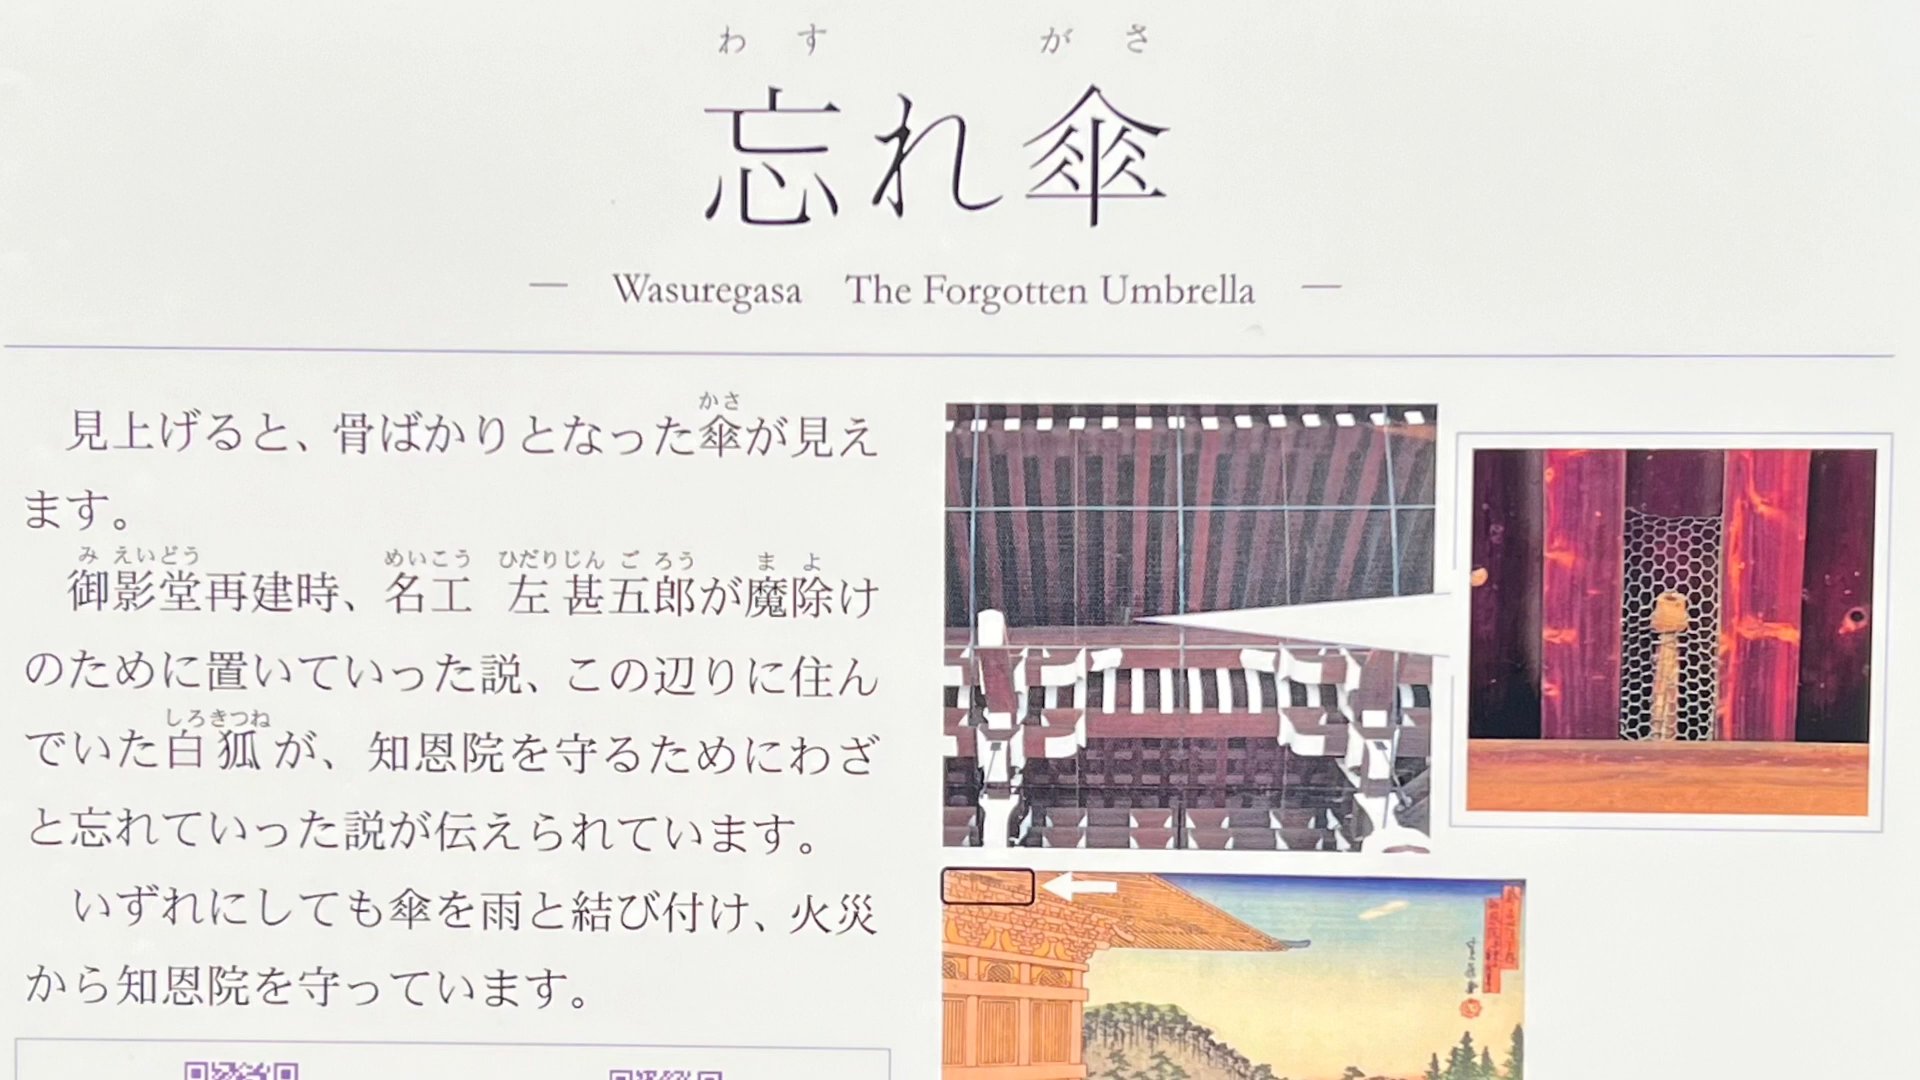 わす がさ
忘れ傘
— Wasuregasa The Forgotten Umbrella —
かさ
見上げると、骨ばかりとなった傘が見え
ます。
みえいどう めいこう ひだりじんごろう まよ
御影堂再建時、名工 左甚五郎が魔除け
のために置いていった説、この辺りに住ん
しろきつね
でいた白狐が、知恩院を守るためにわざ
と忘れていった説が伝えられています。
いずれにしても傘を雨と結び付け、火災
から知恩院を守っています。